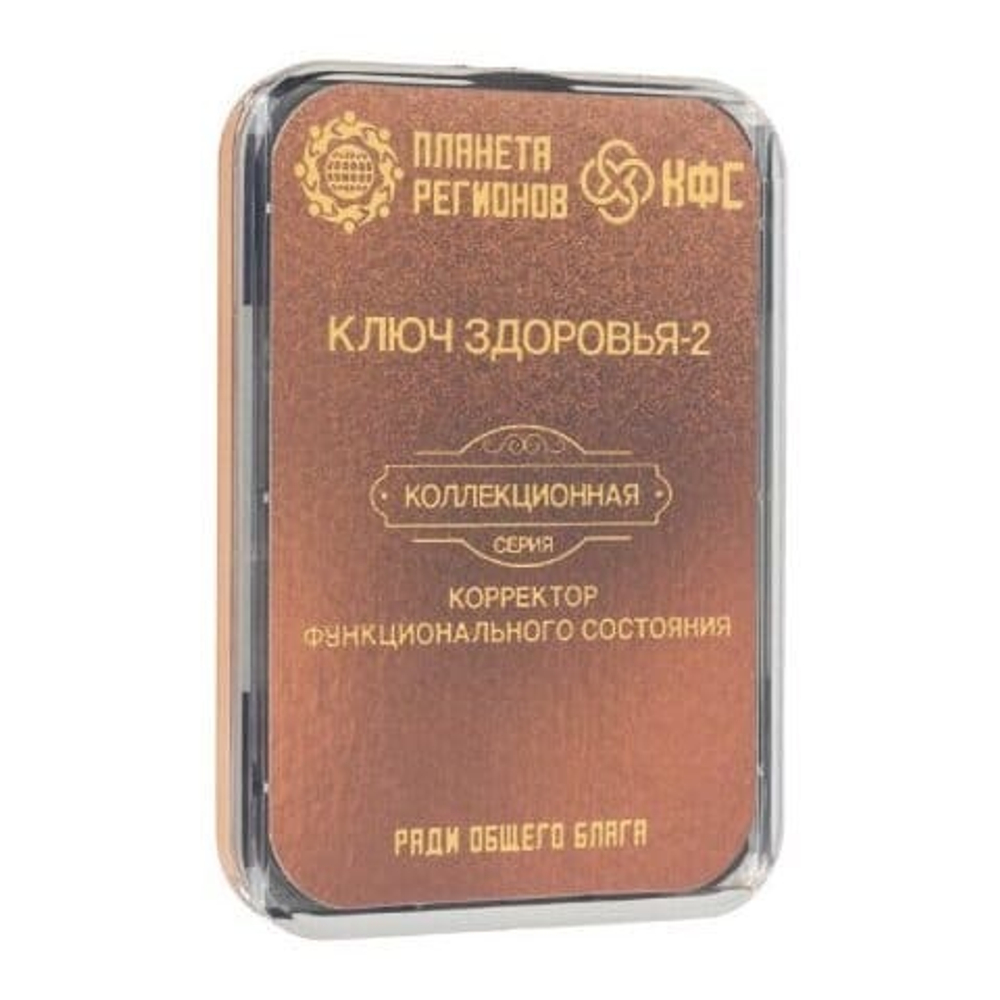 ПЛАНЕТА
РЕГИОНОВ
КФС
КЛЮЧ ЗДОРОВЬЯ-2
КОЛЛЕКЦИОННАЯ
СЕРИЯ
КОРРЕКТОР
ФУНКЦИОНАЛЬНОГО СОСТОЯНИЯ
РАДИ ОБЩЕГО БЛАГА